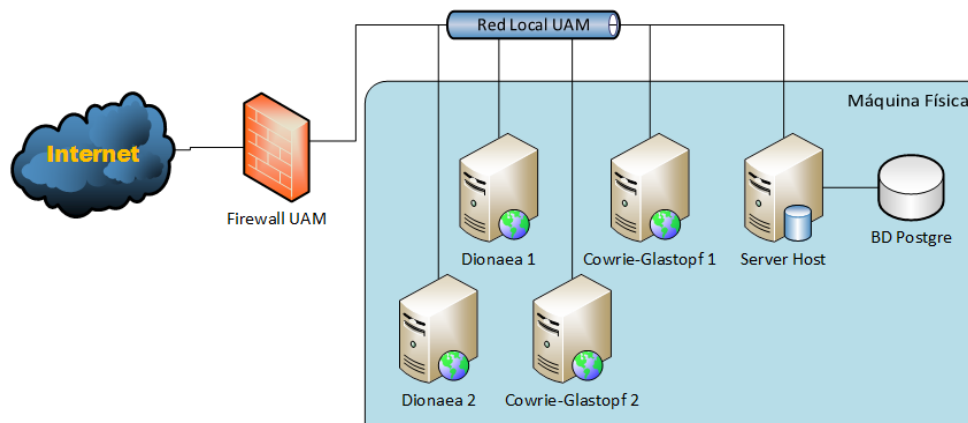 Red Local UAM
Máquina Física
Internet
Firewall UAM
Dionaea 1
Cowrie-Glastopf 1
Server Host
BD Postgre
Dionaea 2
Cowrie-Glastopf 2